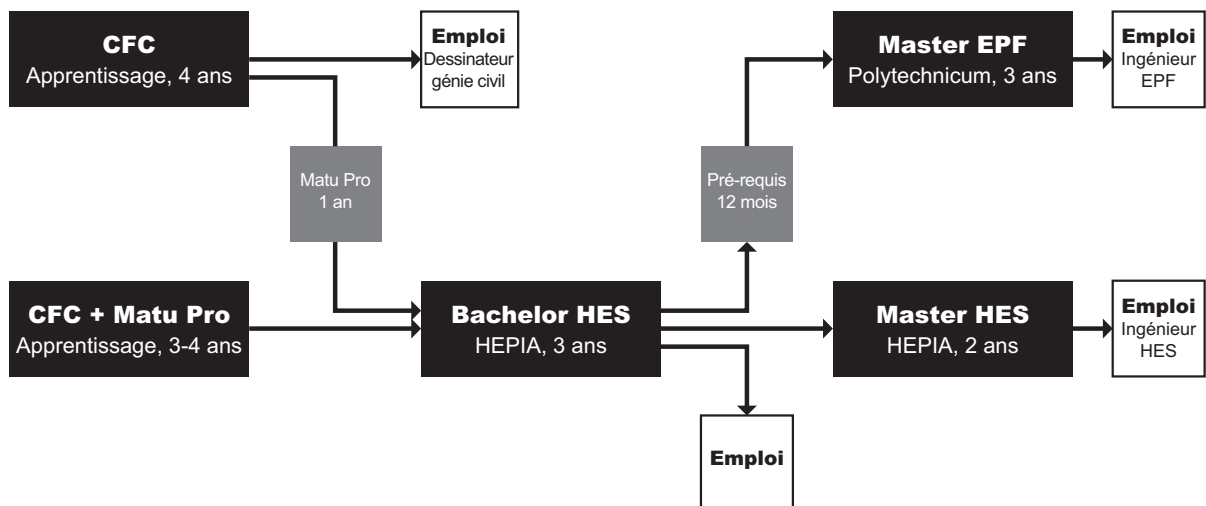 CFC
Apprentissage, 4 ans
Emploi
Dessinateur
génie civil
Master EPF
Polytechnicum, 3 ans
Emploi
Ingénieur
EPF
Matu Pro
1 an
Pré-requis
12 mois
CFC + Matu Pro
Apprentissage, 3-4 ans
Bachelor HES
HEPIA, 3 ans
Master HES
HEPIA, 2 ans
Emploi
Ingénieur
HES
Emploi